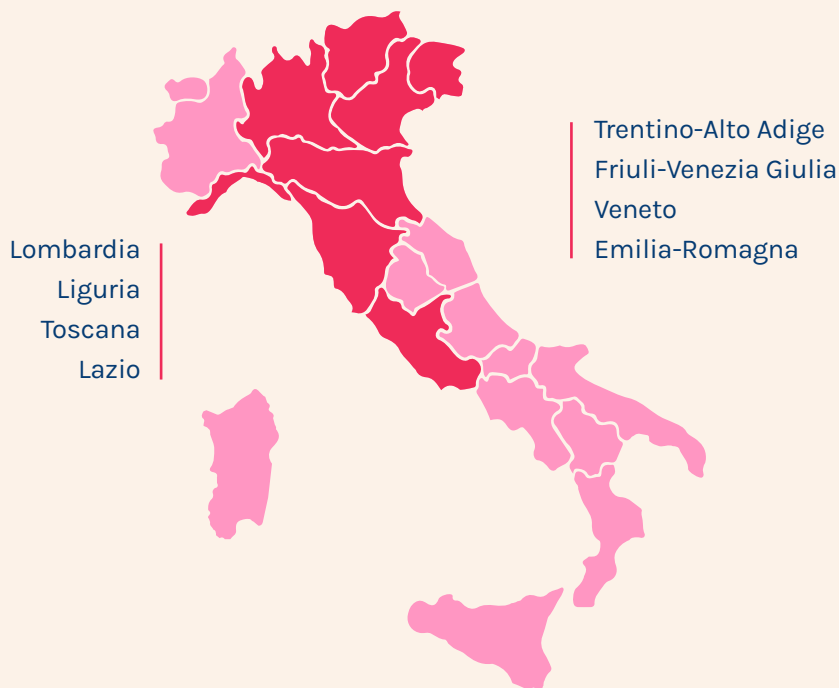 Lombardia
Liguria
Toscana
Lazio
Trentino-Alto Adige
Friuli-Venezia Giulia
Veneto
Emilia-Romagna